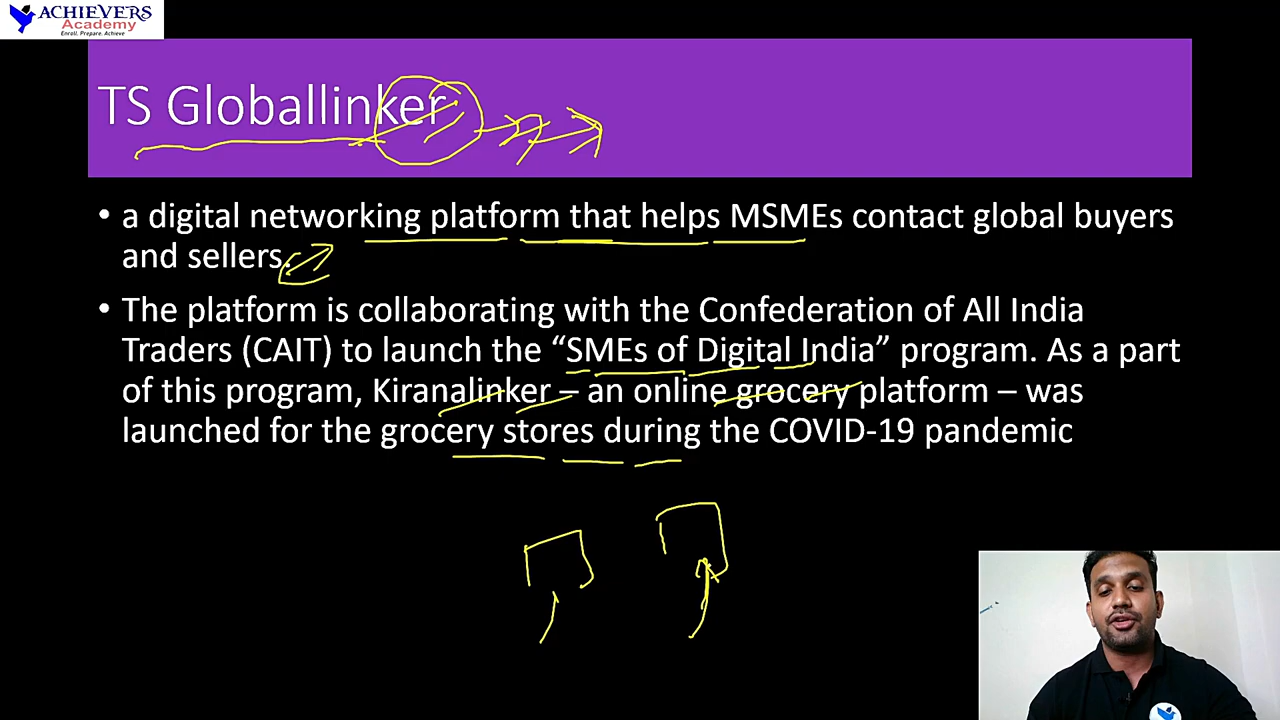 ACHIEVERS
Academy
Enroll. Prepare. Achieve
TS Globallinker
• a digital networking platform that helps MSMEs contact global buyers
and sellers.
• The platform is collaborating with the Confederation of All India
Traders (CAIT) to launch the “SMEs of Digital India” program. As a part
of this program, Kiranalinker – an online grocery platform – was
launched for the grocery stores during the COVID-19 pandemic